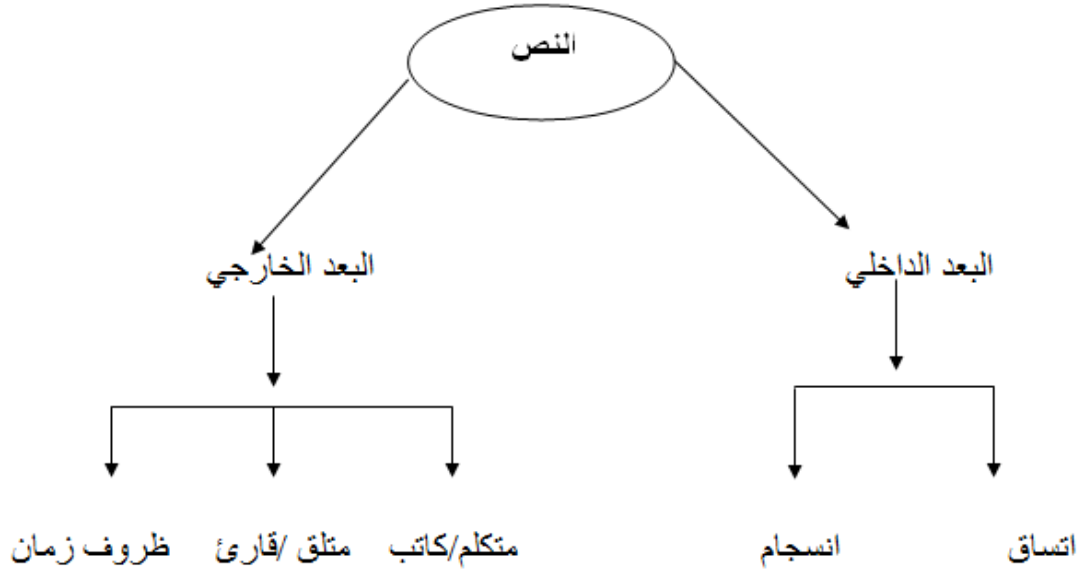 النص
البعد الداخلي
البعد الخارجي
اتساق
انسجام
متكلم/كاتب
متلق /قارئ
ظروف زمان